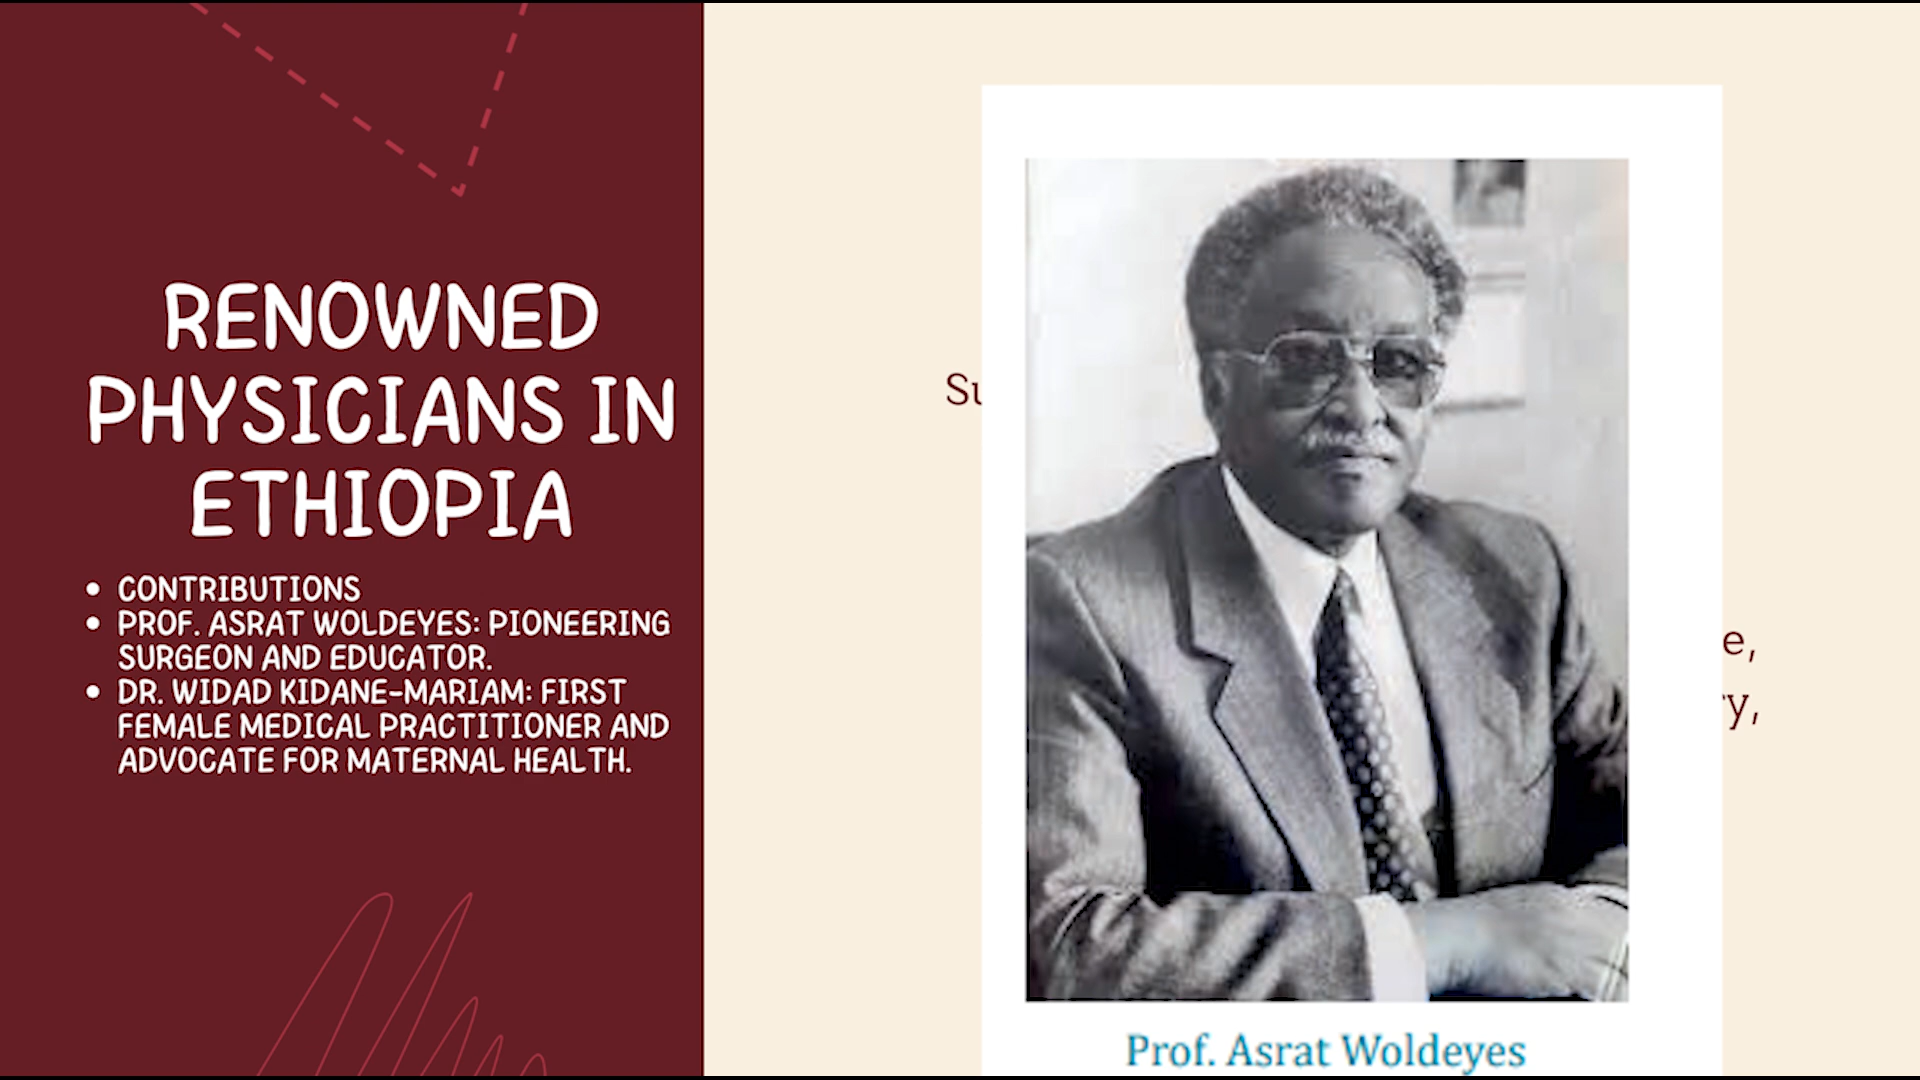 RENOWNED
PHYSICIANS IN
ETHIOPIA
• CONTRIBUTIONS
• PROF. ASRAT WOLDEYES: PIONEERING
SURGEON AND EDUCATOR.
• DR. WIDAD KIDANE-MARIAM: FIRST
FEMALE MEDICAL PRACTITIONER AND
ADVOCATE FOR MATERNAL HEALTH.
Prof. Asrat Woldeyes